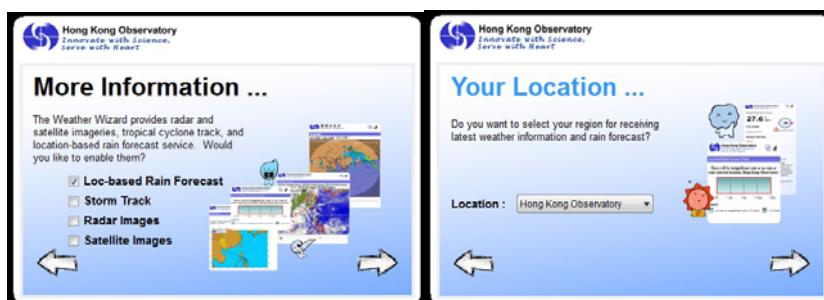 Hong Kong Observatory
Innovate with Science,
Serve with Heart
More Information ...
The Weather Wizard provides radar and
satellite imageries, tropical cyclone track, and
location-based rain forecast service. Would
you like to enable them?
Loc-based Rain Forecast
Storm Track
Radar Images
Satellite Images
Hong Kong Observatory
Innovate with Science,
Serve with Heart
Your Location ...
Do you want to select your region for receiving
latest weather information and rain forecast?
27.6
Location :
Hong Kong Observatory